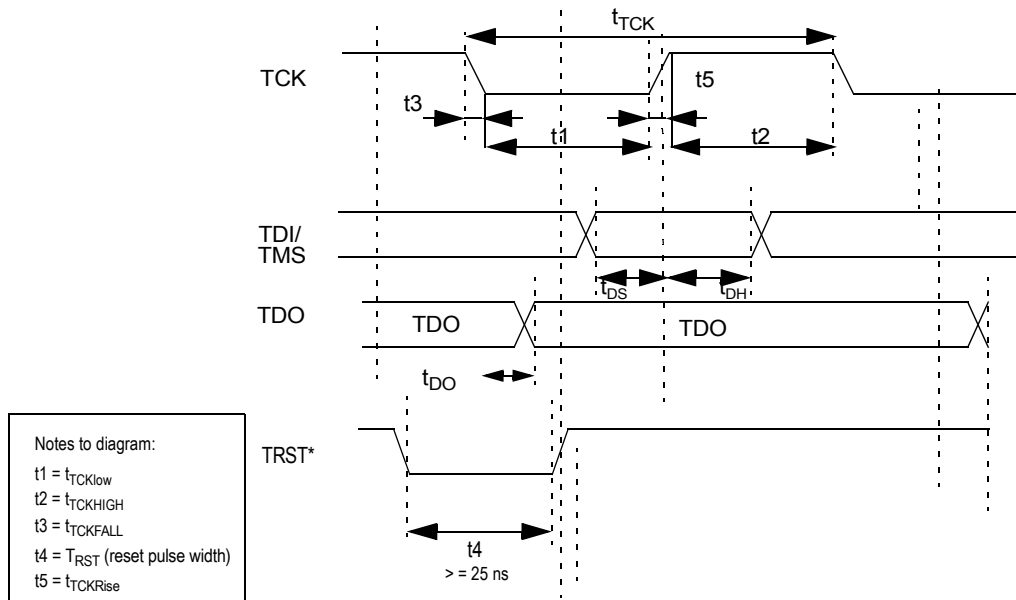 tTCK
TCK
t5
t3
t1
t2
TDI/
TMS
tDS
tDH
TDO
TDO
TDO
tDO
TRST*
t4
> = 25 ns
Notes to diagram:
t1 = tTCKlow
t2 = tTCKHIGH
t3 = tTCKFALL
t4 = TRST (reset pulse width)
t5 = tTCKRise